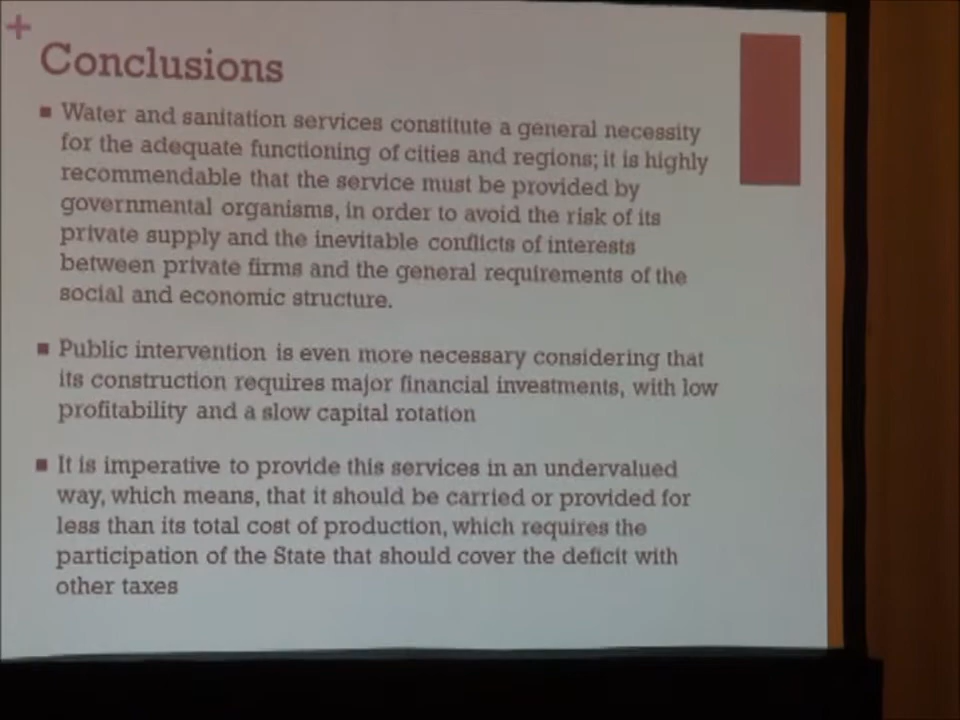 +
Conclusions
▪ Water and sanitation services constitute a general necessity
for the adequate functioning of cities and regions; it is highly
recommendable that the service must be provided by
governmental organisms, in order to avoid the risk of its
private supply and the inevitable conflicts of interests
between private firms and the general requirements of the
social and economic structure.
▪ Public intervention is even more necessary considering that
its construction requires major financial investments, with low
profitability and a slow capital rotation
▪ It is imperative to provide this services in an undervalued
way, which means, that it should be carried or provided for
less than its total cost of production, which requires the
participation of the State that should cover the deficit with
other taxes